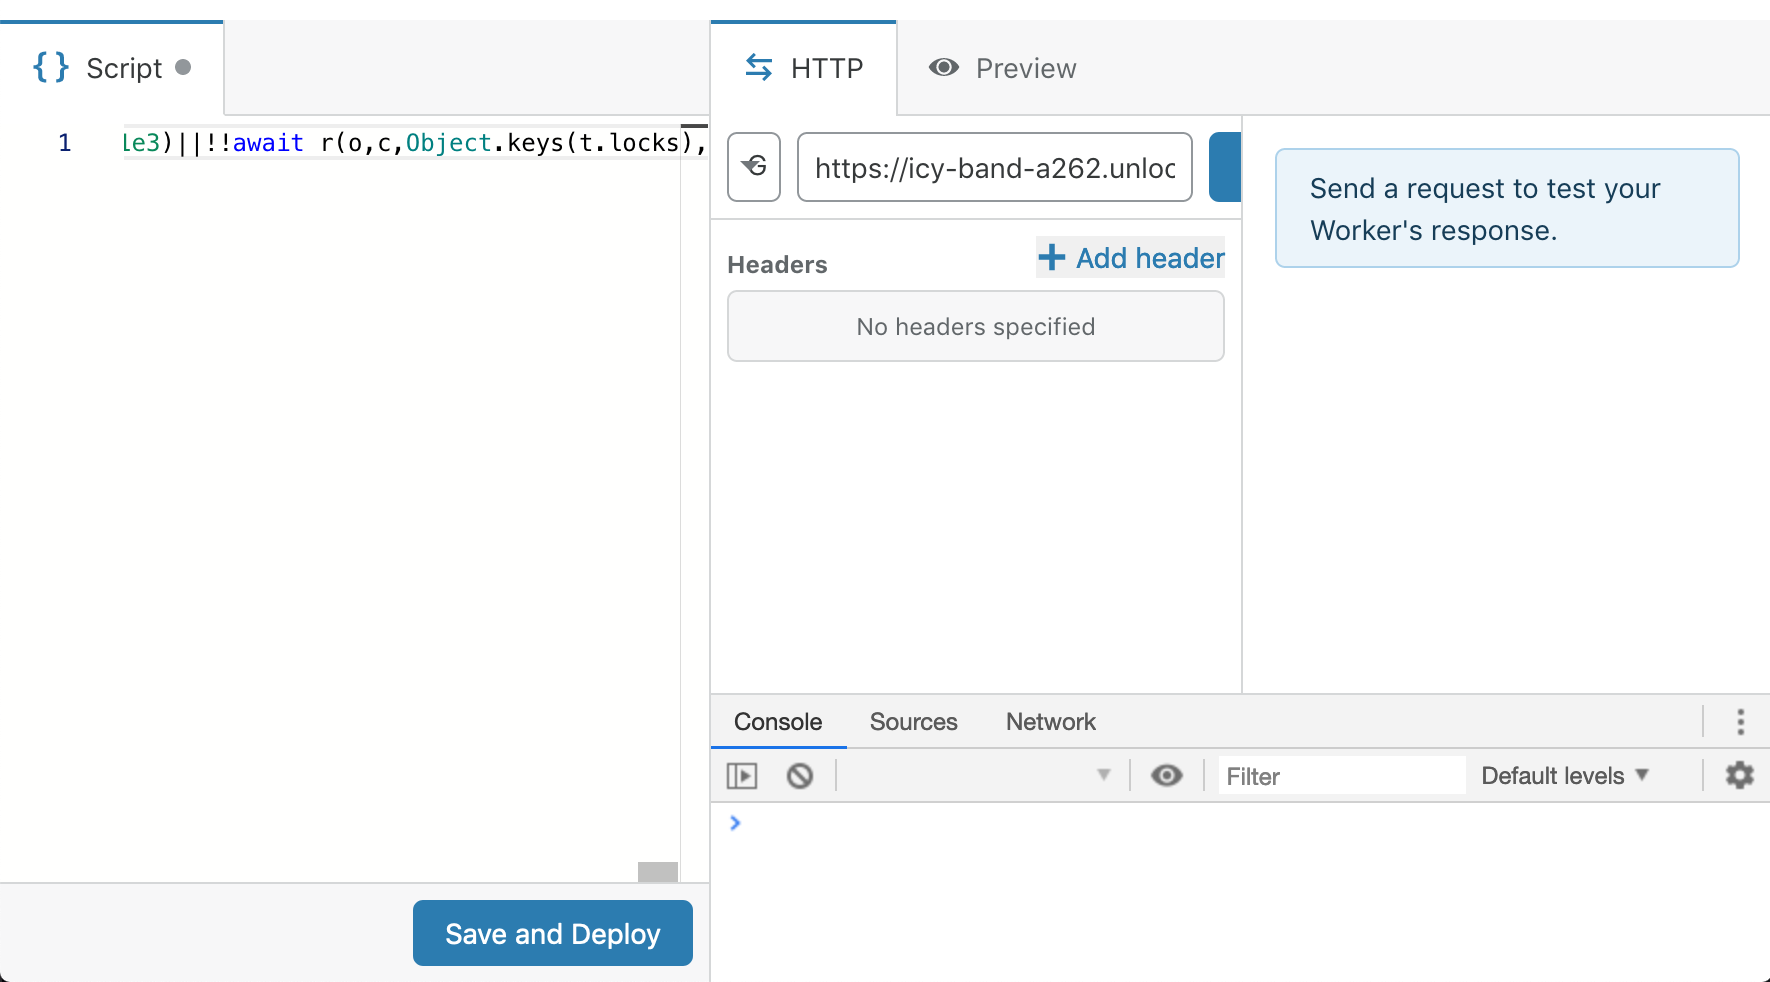 {} Script
HTTP
Preview
1
1e3)||!!await r(o,c,Object.keys(t.locks),
https://icy-band-a262.unloc
Send a request to test your
Worker's response.
Headers
Add header
No headers specified
Console
Sources
Network
Filter
Default levels
Save and Deploy